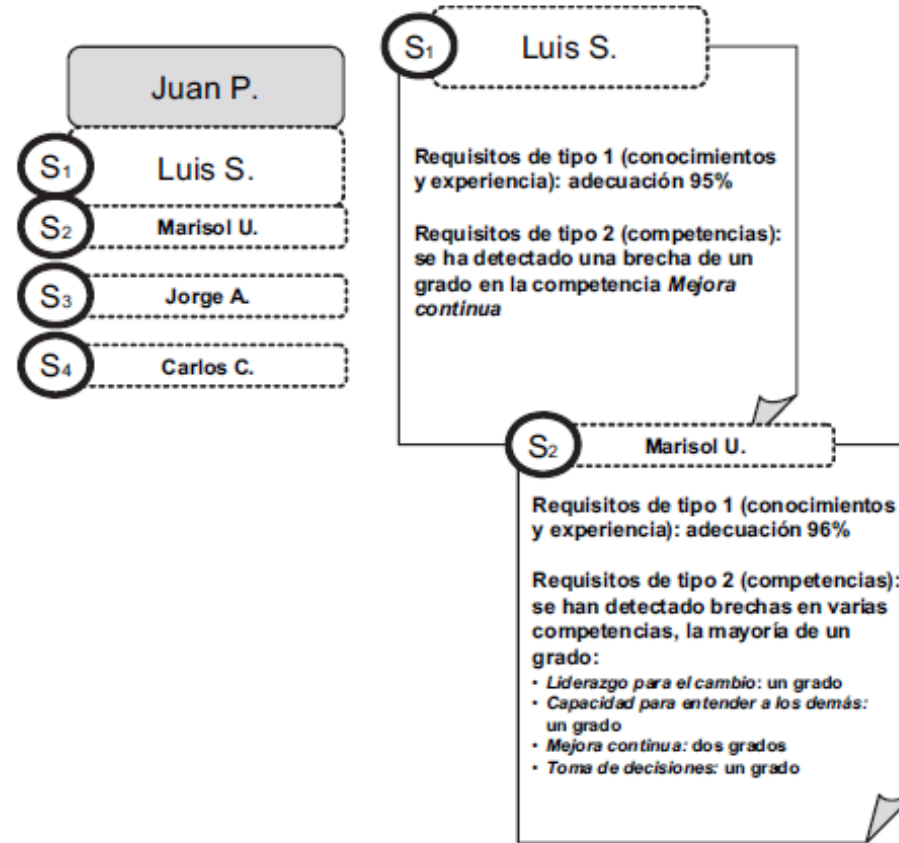 Juan P.
S1 Luis S.
S2 Marisol U.
S3 Jorge A.
S4 Carlos C.
S1 Luis S.
Requisitos de tipo 1 (conocimientos
y experiencia): adecuación 95%
Requisitos de tipo 2 (competencias):
se ha detectado una brecha de un
grado en la competencia Mejora
continua
S2 Marisol U.
Requisitos de tipo 1 (conocimientos
y experiencia): adecuación 96%
Requisitos de tipo 2 (competencias):
se han detectado brechas en varias
competencias, la mayoría de un
grado:
• Liderazgo para el cambio: un grado
• Capacidad para entender a los demás:
un grado
• Mejora continua: dos grados
• Toma de decisiones: un grado